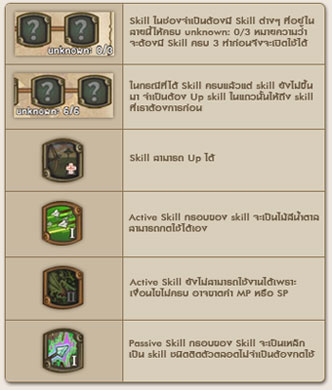 unknown: 0/3
Skill ในช่องจำเป็นต้องมี Skill ต่างๆ ที่อยู่ใน
สายนี้ให้ครบ unknown: 0/3 หมายความว่า
จะต้องมี Skill ครบ 3 ท่าก่อนจึงจะเปิดใช้ได้
unknown: 6/6
ในกรณีที่ได้ Skill ครบแล้วแต่ skill ยังไม่ขึ้น
มา จำเป็นต้อง Up skill ในแถวนั้นให้ถึง skill
ที่เราต้องการก่อน
Skill สามารถ Up ได้
I
Active Skill กรอบของ skill จะเป็นไม้สีน้ำตาล
สามารถกดใช้ได้เอง
II
Active Skill ยังไม่สามารถใช้งานได้เพราะ
เงื่อนไขไม่ครบ อาจขาดค่า MP หรือ SP
I
Passive Skill กรอบของ Skill จะเป็นเหล็ก
เป็น skill ชนิดติดตัวตลอดไม่จำเป็นต้องกดใช้